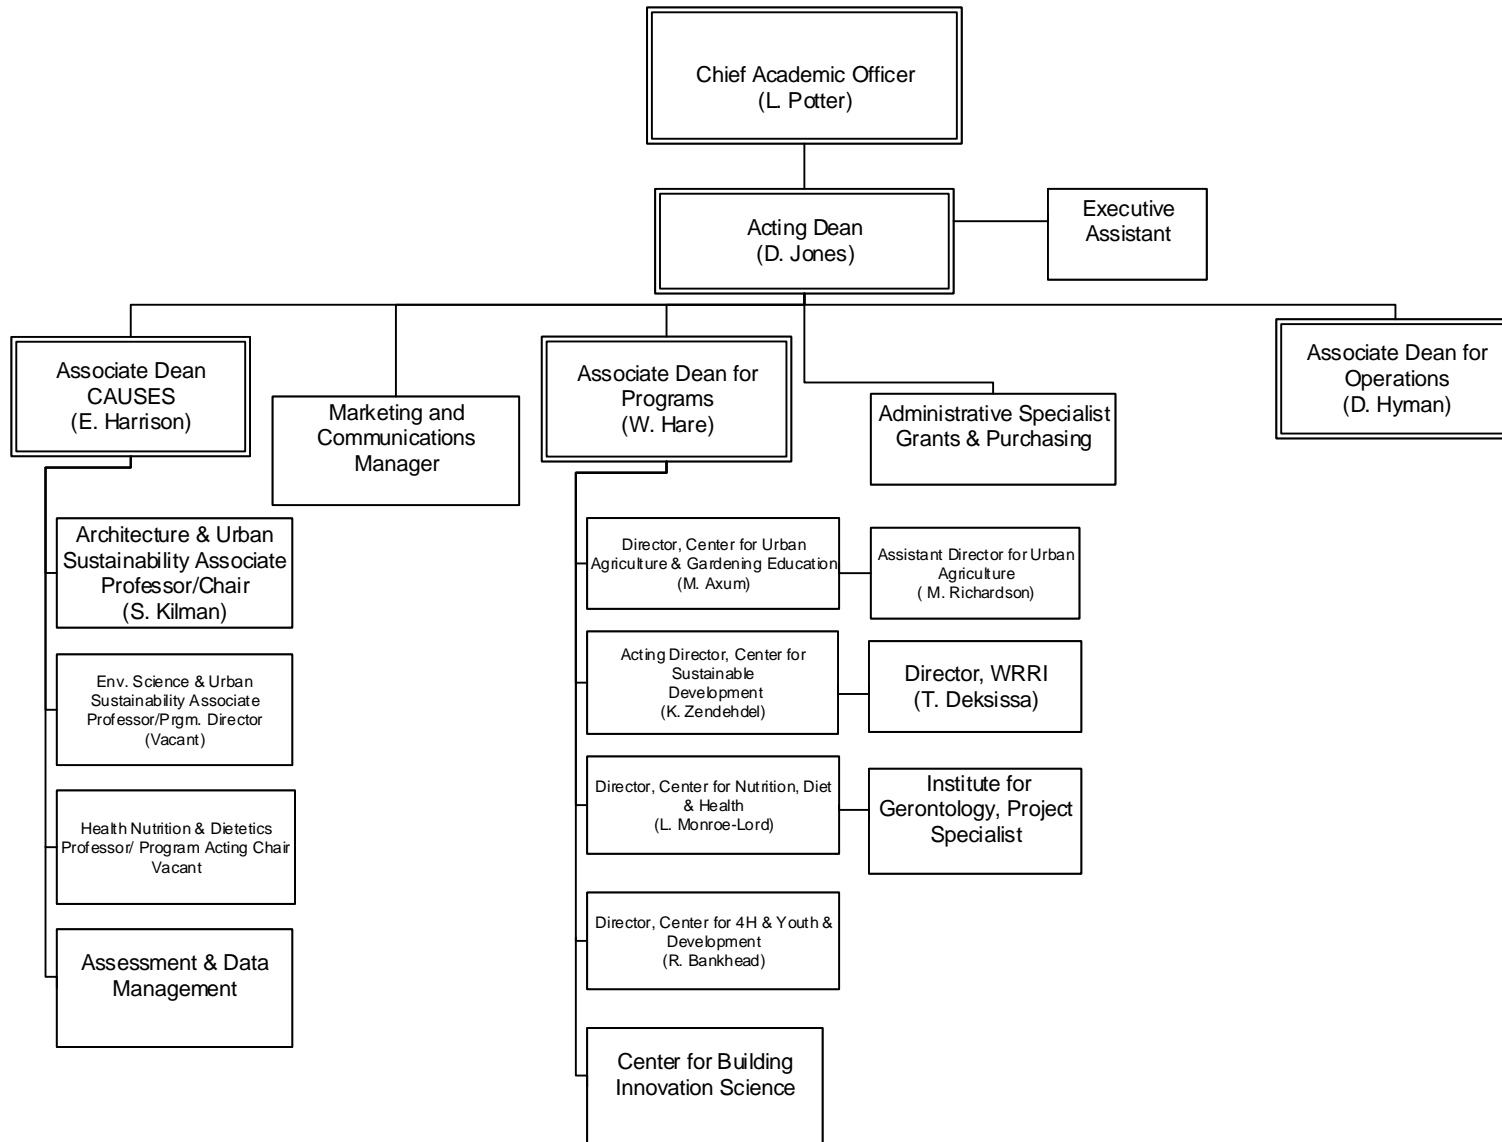 Chief Academic Officer
(L. Potter)
Acting Dean
(D. Jones)
Executive
Assistant
Associate Dean
CAUSES
(E. Harrison)
Marketing and
Communications
Manager
Associate Dean for
Programs
(W. Hare)
Administrative Specialist
Grants & Purchasing
Associate Dean for
Operations
(D. Hyman)
Architecture & Urban
Sustainability Associate
Professor/Chair
(S. Kilman)
Env. Science & Urban
Sustainability Associate
Professor/Prgm. Director
(Vacant)
Health Nutrition & Dietetics
Professor/ Program Acting Chair
Vacant
Assessment & Data
Management
Director, Center for Urban
Agriculture & Gardening Education
(M. Axum)
Assistant Director for Urban
Agriculture
( M. Richardson)
Acting Director, Center for
Sustainable
Development
(K. Zendehdel)
Director, WRRI
(T. Deksissa)
Director, Center for Nutrition, Diet
& Health
(L. Monroe-Lord)
Institute for
Gerontology, Project
Specialist
Director, Center for 4H & Youth &
Development
(R. Bankhead)
Center for Building
Innovation Science